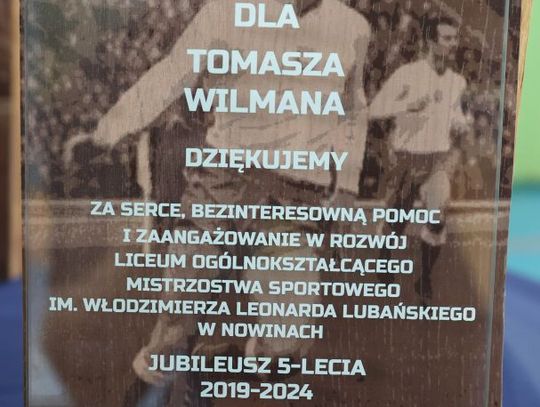 DLA
TOMASZA
WILMANA
DZIĘKUJEMY
ZA SERCE, BEZINTERESOWNĄ POMOC
I ZAANGAŻOWANIE W ROZWÓJ
LICEUM OGÓLNOKSZTAŁCĄCEGO
MISTRZOSTWA SPORTOWEGO
IM. WŁODZIMIERZA LEONARDA LUBAŃSKIEGO
W NOWINACH
JUBILEUSZ 5-LECIA
2019-2024